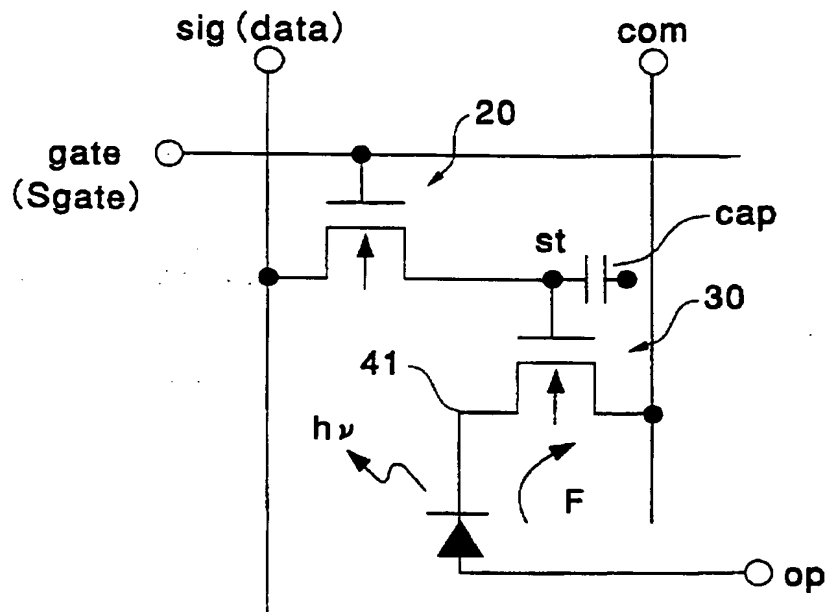 sig (data)
com
20
gate
(Sgate)
cap
st
30
41
hν
F
op